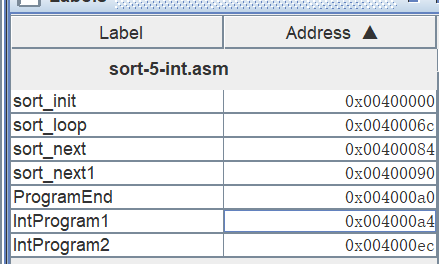 Labels
Label Address ▲
sort-5-int.asm
sort_init 0x00400000
sort_loop 0x0040006c
sort_next 0x00400084
sort_next1 0x00400090
ProgramEnd 0x004000a0
IntProgram1 0x004000a4
IntProgram2 0x004000ec